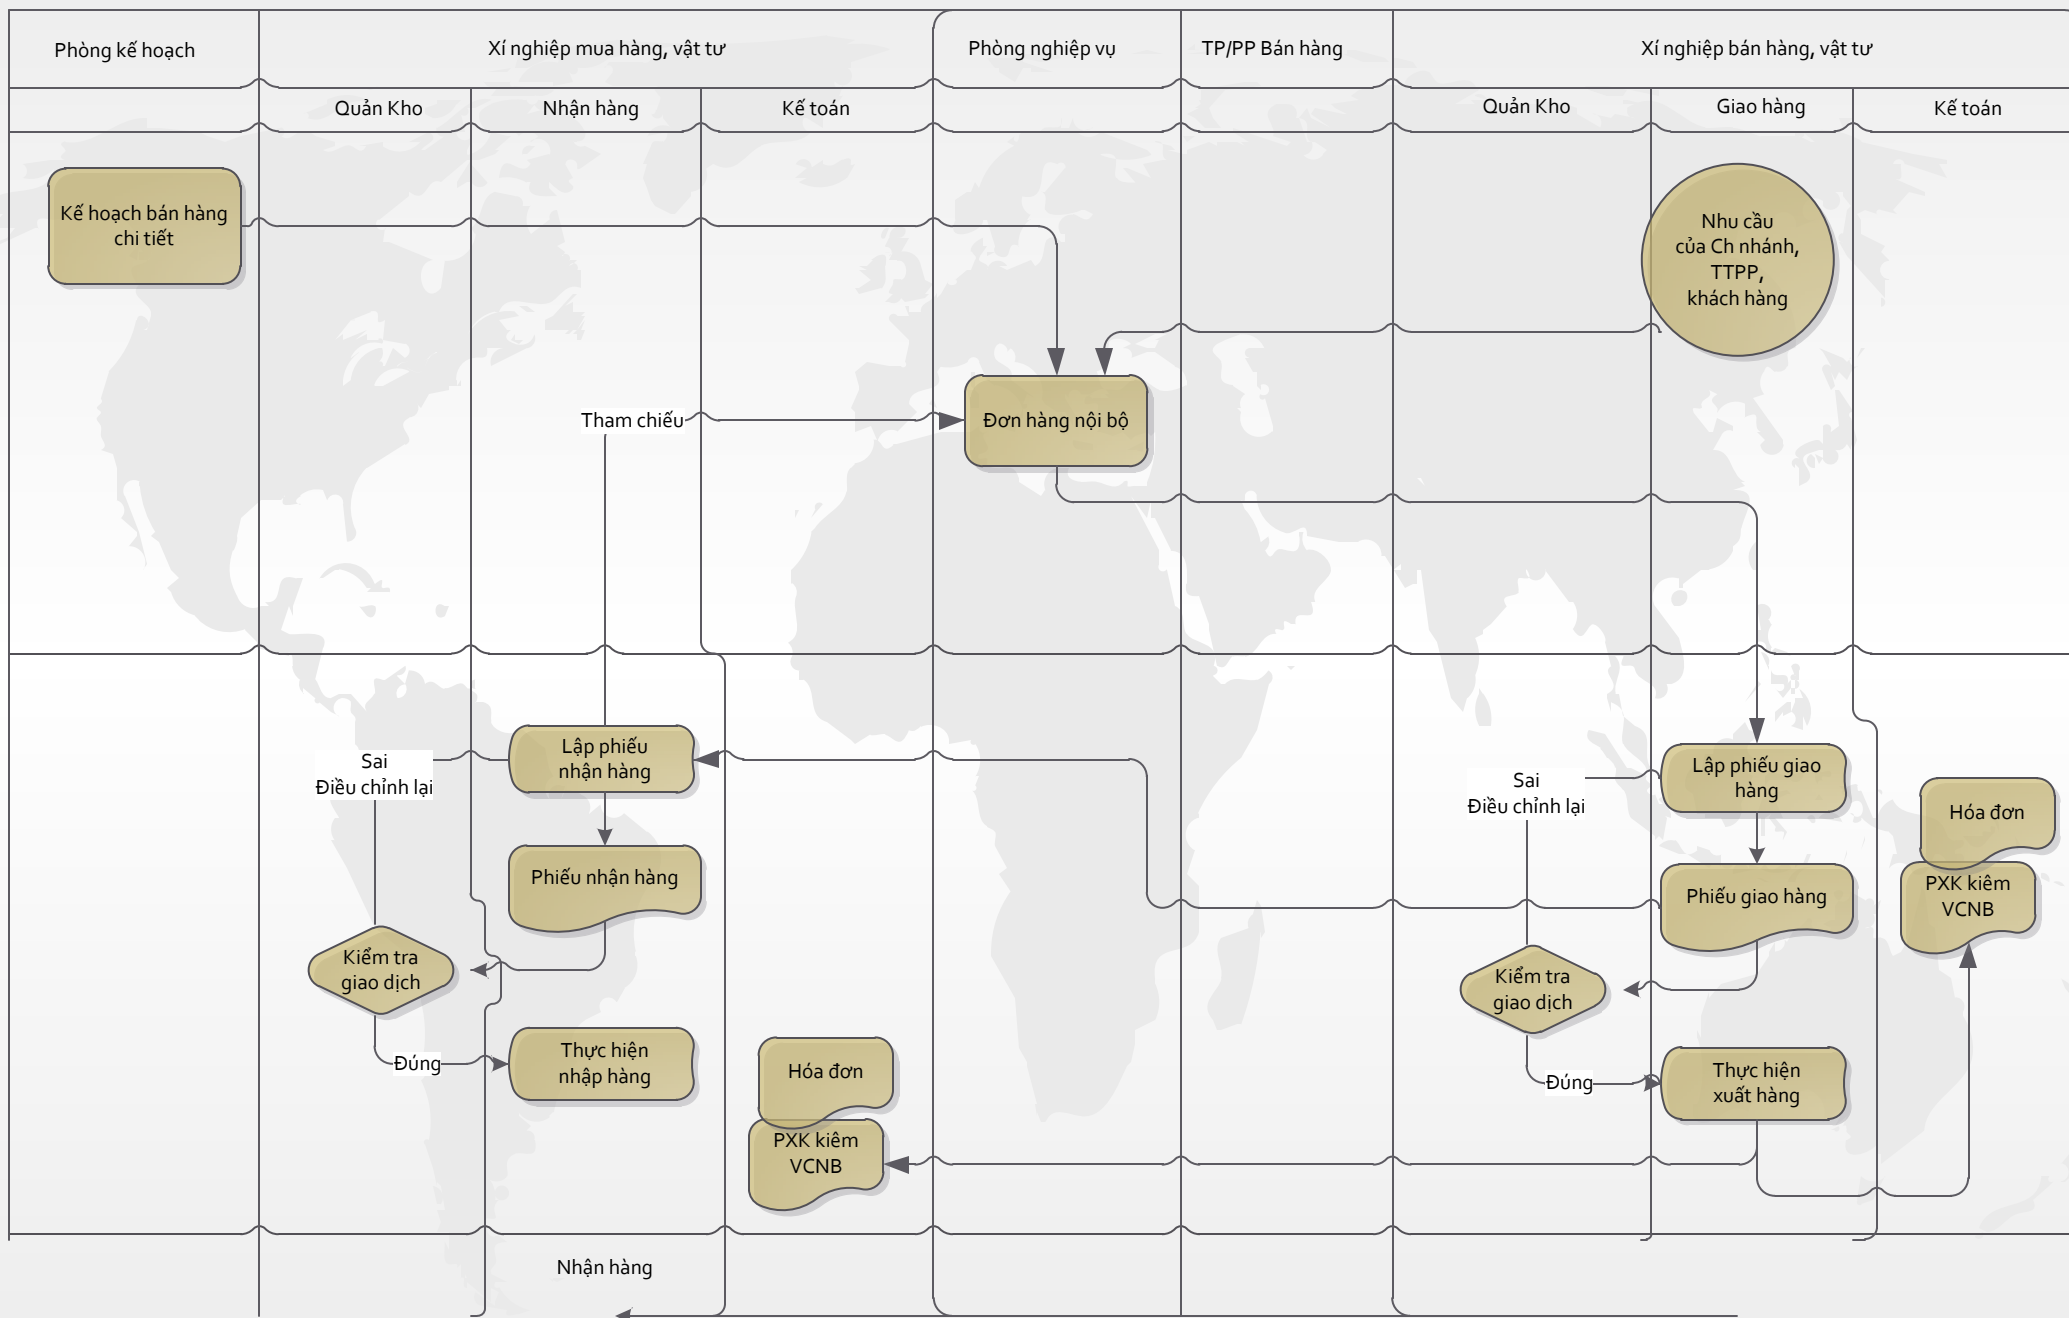 Phòng kế hoạch
Xí nghiệp mua hàng, vật tư
Phòng nghiệp vụ
TP/PP Bán hàng
Xí nghiệp bán hàng, vật tư
Quản Kho
Nhận hàng
Kế toán
Quản Kho
Giao hàng
Kế toán
Kế hoạch bán hàng
chi tiết
Nhu cầu
của Ch nhánh,
TTPP,
khách hàng
Tham chiếu
Đơn hàng nội bộ
Lập phiếu
nhận hàng
Sai
Điều chỉnh lại
Lập phiếu giao
hàng
Sai
Điều chỉnh lại
Hóa đơn
Phiếu nhận hàng
Phiếu giao hàng
PXK kiêm
VCNB
Kiểm tra
giao dịch
Kiểm tra
giao dịch
Đúng
Thực hiện
nhập hàng
Hóa đơn
Đúng
Thực hiện
xuất hàng
PXK kiêm
VCNB
Nhận hàng